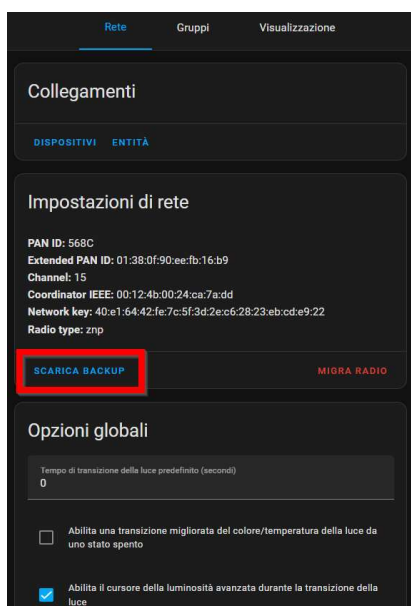 Rete Gruppi Visualizzazione
Collegamenti
DISPOSITIVI ENTITÀ
Impostazioni di rete
PAN ID: 568C
Extended PAN ID: 01:38:0f:90:ee:fb:16:b9
Channel: 15
Coordinator IEEE: 00:12:4b:00:24:ca:7a:dd
Network key: 40:e1:64:42:fe:7c:5f:3d:2e:c6:28:23:eb:cd:e9:22
Radio type: znp
SCARICA BACKUP MIGRA RADIO
Opzioni globali
Tempo di transizione della luce predefinito (secondi)
0
Abilita una transizione migliorata del colore/temperatura della luce da
uno stato spento
Abilita il cursore della luminosità avanzata durante la transizione della
luce